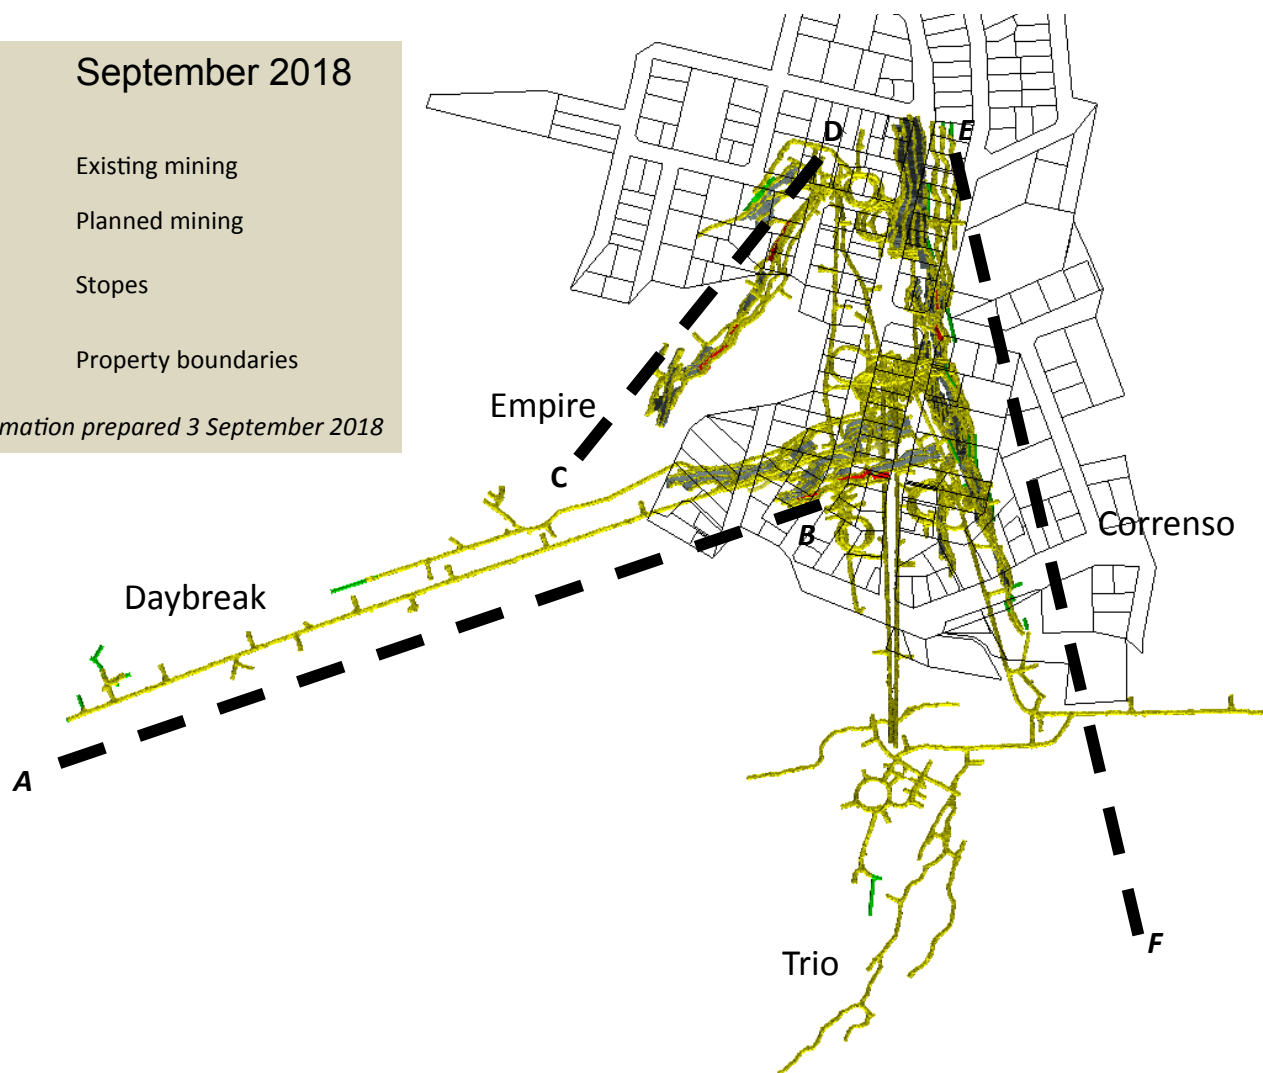 September 2018
Existing mining
Planned mining
Stopes
Property boundaries
mation prepared 3 September 2018
D
E
Empire
C
B
Correnso
Daybreak
A
F
Trio